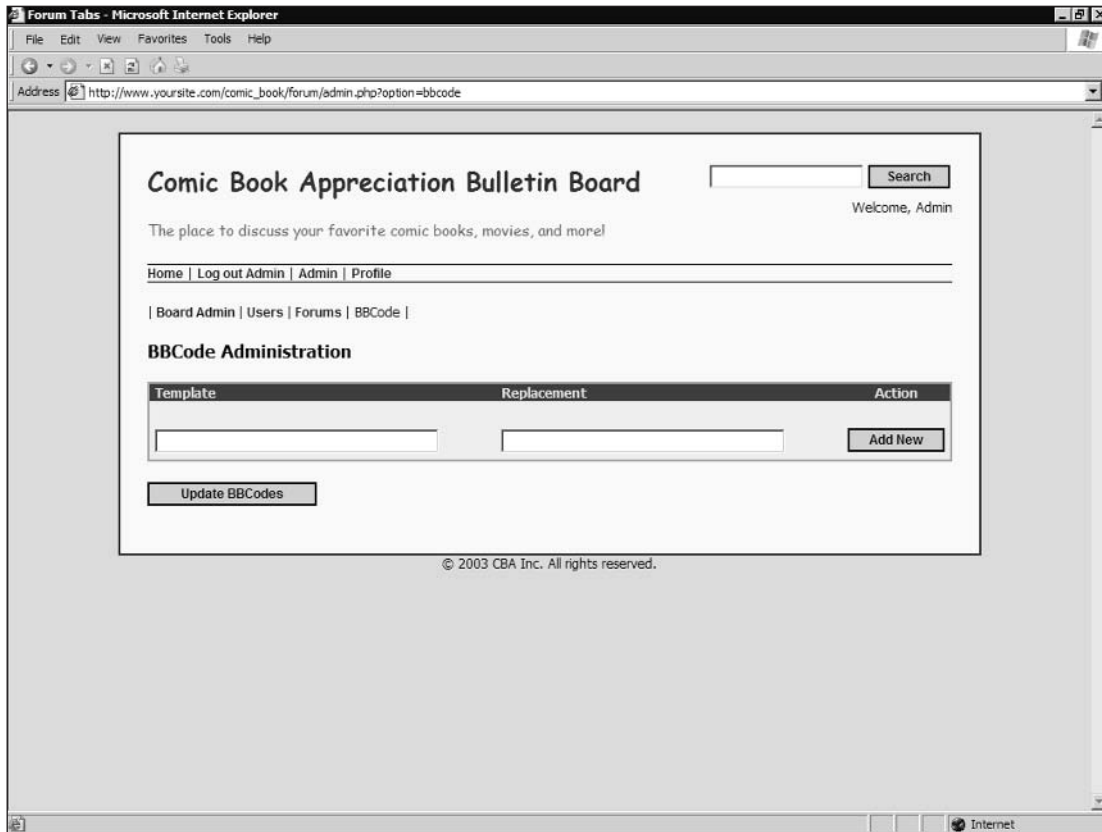 Forum Tabs - Microsoft Internet Explorer
File Edit View Favorites Tools Help
Address http://www.yoursite.com/comic_book/forum/admin.php?option=bbcode
Comic Book Appreciation Bulletin Board
Search
Welcome, Admin
The place to discuss your favorite comic books, movies, and more!
Home | Log out Admin | Admin | Profile
| Board Admin | Users | Forums | BBCode |
BBCode Administration
Template Replacement Action
Add New
Update BBCodes
© 2003 CBA Inc. All rights reserved.
Internet